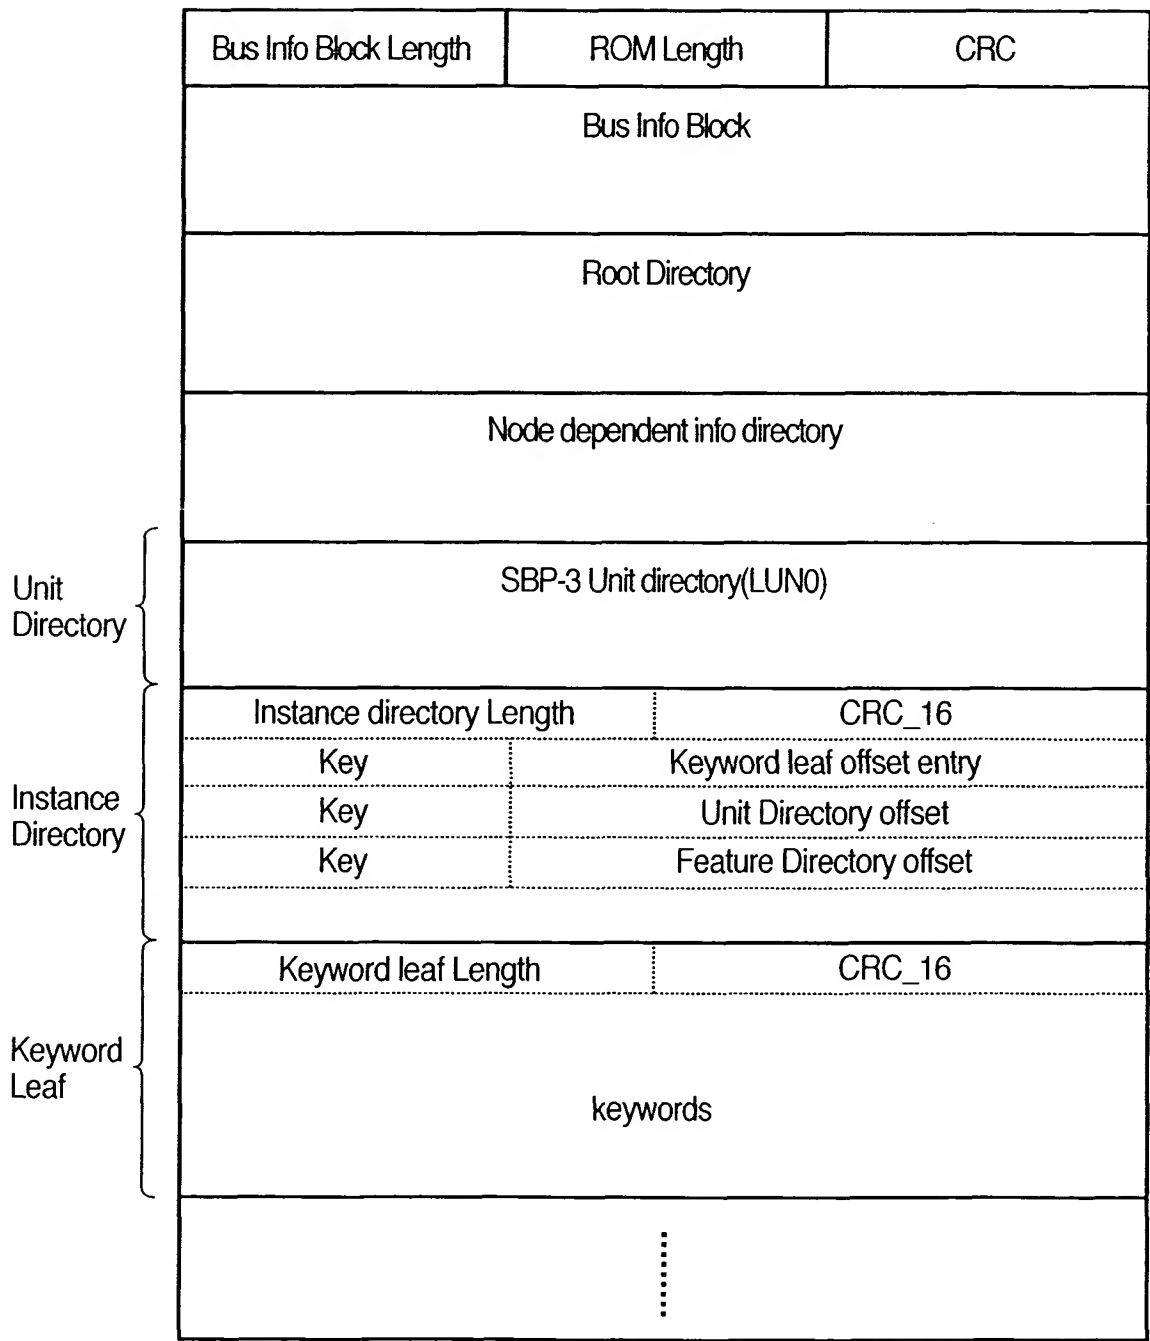 Bus Info Block Length ROM Length CRC
Bus Info Block
Root Directory
Node dependent info directory
Unit
Directory
SBP-3 Unit directory(LUN0)
Instance
Directory
Instance directory Length CRC_16
Key Keyword leaf offset entry
Key Unit Directory offset
Key Feature Directory offset
Keyword
Leaf
Keyword leaf Length CRC_16
keywords